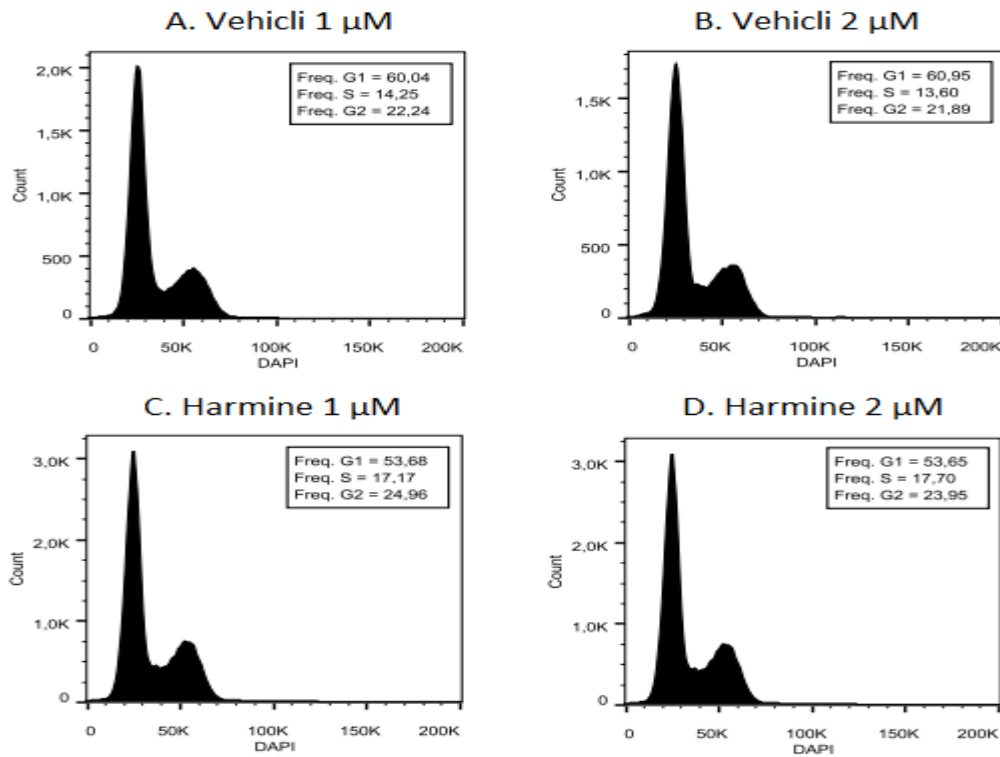 A. Vehicli 1 µM
2,0K
1,5K
1,0K
500
0
Count
Freq. G1 = 60,04
Freq. S = 14,25
Freq. G2 = 22,24
0 50K 100K 150K 200K
DAPI
B. Vehicli 2 µM
1,5K
1,0K
500
0
Count
Freq. G1 = 60,95
Freq. S = 13,60
Freq. G2 = 21,89
0 50K 100K 150K 200K
DAPI
C. Harmine 1 µM
3,0K
2,0K
1,0K
0
Count
Freq. G1 = 53,68
Freq. S = 17,17
Freq. G2 = 24,96
0 50K 100K 150K 200K
DAPI
D. Harmine 2 µM
3,0K
2,0K
1,0K
0
Count
Freq. G1 = 53,65
Freq. S = 17,70
Freq. G2 = 23,95
0 50K 100K 150K 200K
DAPI